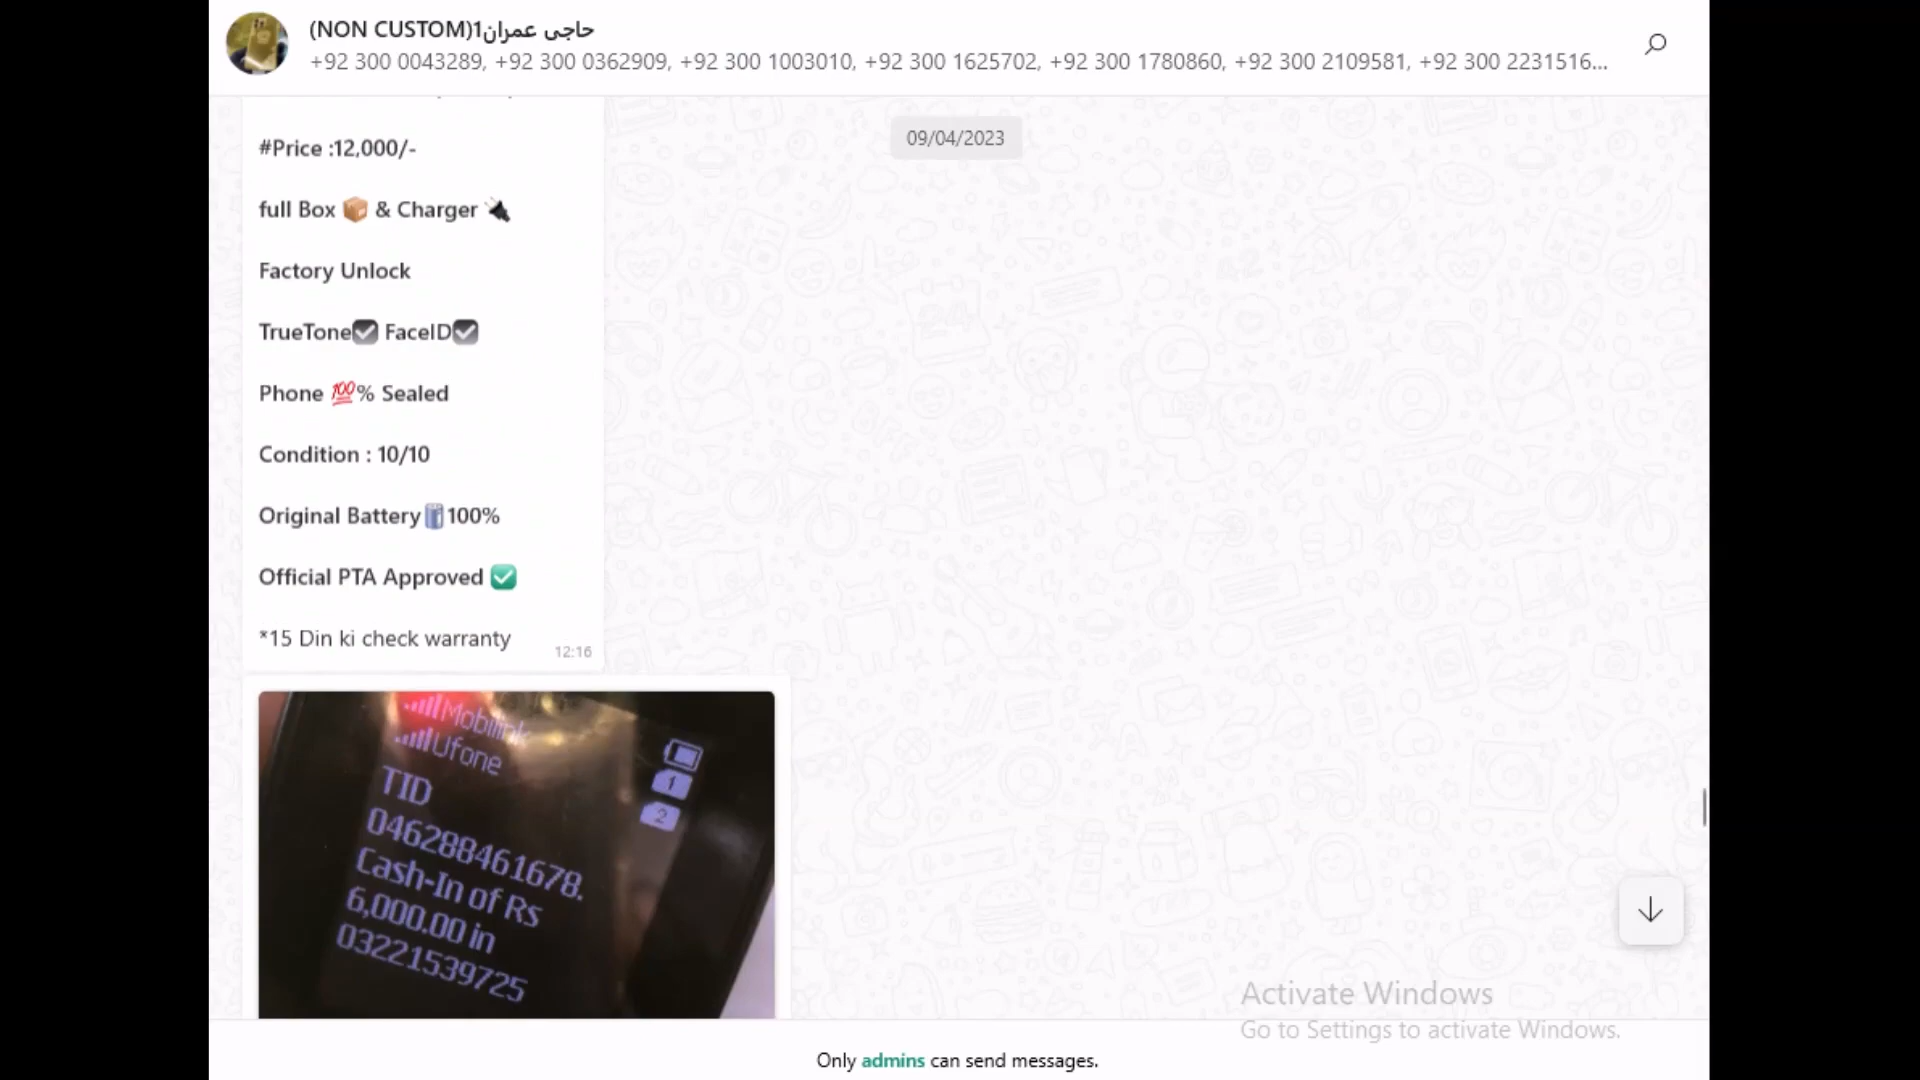 (NON CUSTOM)1حاجی عمران
+92 300 0043289, +92 300 0362909, +92 300 1003010, +92 300 1625702, +92 300 1780860, +92 300 2109581, +92 300 2231516...
09/04/2023
#Price :12,000/-
full Box 📦 & Charger 🔌
Factory Unlock
TrueTone☑ FaceID☑
Phone 💯% Sealed
Condition : 10/10
Original Battery🔋100%
Official PTA Approved ✅
*15 Din ki check warranty
12:16
Mobilink
Ufone
1
2
TID
046288461678.
Cash-In of Rs
6,000.00 in
03221539725
Activate Windows
Go to Settings to activate Windows.
Only admins can send messages.